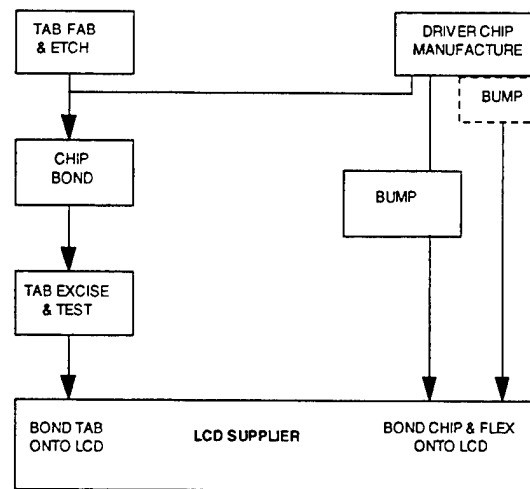 TAB FAB
& ETCH
DRIVER CHIP
MANUFACTURE
BUMP
CHIP
BOND
BUMP
TAB EXCISE
& TEST
BOND TAB
ONTO LCD
LCD SUPPLIER
BOND CHIP & FLEX
ONTO LCD